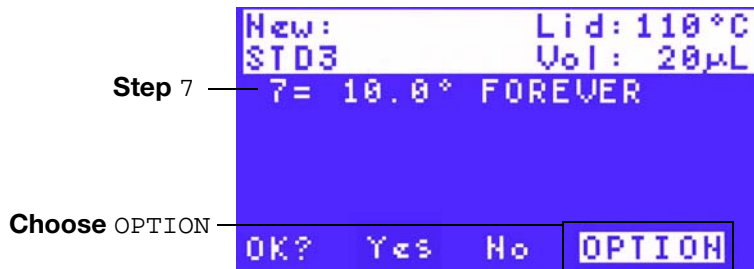 New: Lid:110°C
STD3 Vol: 20µL
Step 7
7= 10.0° FOREVER
Choose OPTION
OK? Yes No OPTION